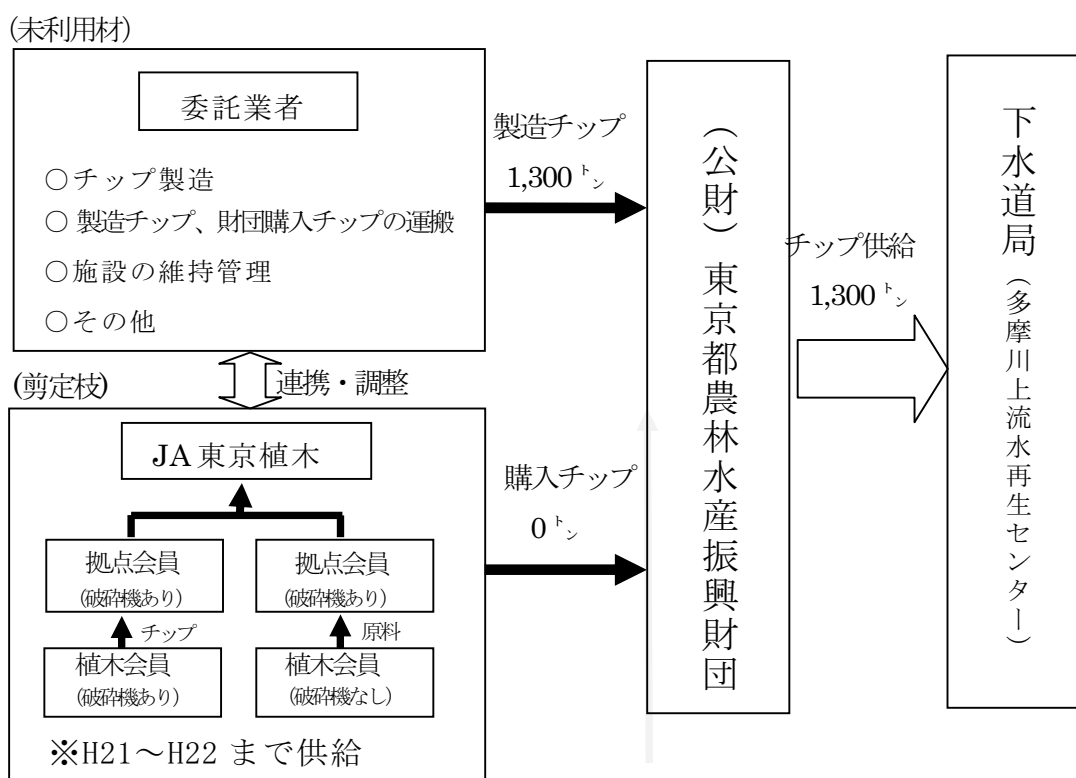 (未利用材)
委託業者
○チップ製造
○ 製造チップ、財団購入チップの運搬
○施設の維持管理
○その他
製造チップ
1,300 トン
(剪定枝)
連携・調整
JA東京植木
拠点会員
(破砕機あり)
拠点会員
(破砕機あり)
チップ
原料
植木会員
(破砕機あり)
植木会員
(破砕機なし)
※H21～H22 まで供給
購入チップ
0 トン
(公財) 東京都農林水産振興財団
チップ供給
1,300 トン
下水道局(多摩川上流水再生センター)